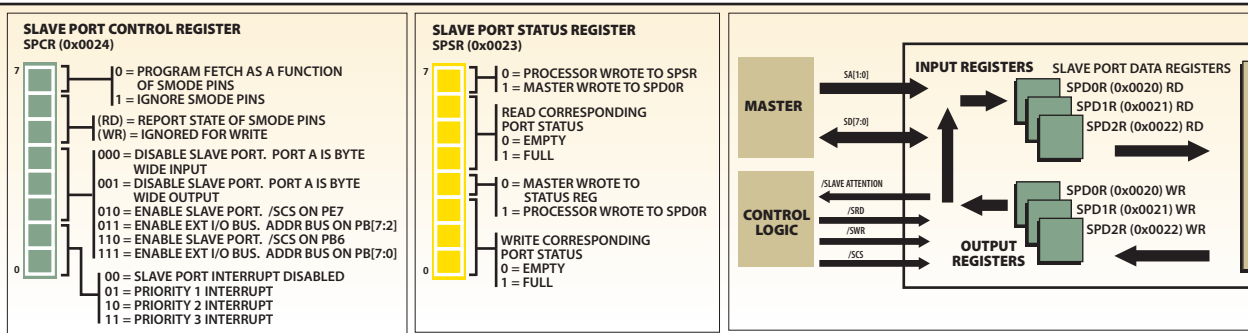 SLAVE PORT CONTROL REGISTER
SPCR (0x0024)
7
0 = PROGRAM FETCH AS A FUNCTION
OF SMODE PINS
1 = IGNORE SMODE PINS
(RD) = REPORT STATE OF SMODE PINS
(WR) = IGNORED FOR WRITE
000 = DISABLE SLAVE PORT. PORT A IS BYTE
WIDE INPUT
001 = DISABLE SLAVE PORT. PORT A IS BYTE
WIDE OUTPUT
010 = ENABLE SLAVE PORT. /SCS ON PE7
011 = ENABLE EXT I/O BUS. ADDR BUS ON PB[7:2]
110 = ENABLE SLAVE PORT. /SCS ON PB6
111 = ENABLE EXT I/O BUS. ADDR BUS ON PB[7:0]
0
00 = SLAVE PORT INTERRUPT DISABLED
01 = PRIORITY 1 INTERRUPT
10 = PRIORITY 2 INTERRUPT
11 = PRIORITY 3 INTERRUPT
SLAVE PORT STATUS REGISTER
SPSR (0x0023)
7
0 = PROCESSOR WROTE TO SPSR
1 = MASTER WROTE TO SPD0R
READ CORRESPONDING
PORT STATUS
0 = EMPTY
1 = FULL
0 = MASTER WROTE TO
STATUS REG
1 = PROCESSOR WROTE TO SPD0R
WRITE CORRESPONDING
PORT STATUS
0 = EMPTY
1 = FULL
0
MASTER
SA[1:0]
SD[7:0]
CONTROL
LOGIC
/SLAVE ATTENTION
/SRD
/SWR
/SCS
INPUT REGISTERS
SLAVE PORT DATA REGISTERS
SPD0R (0x0020) RD
SPD1R (0x0021) RD
SPD2R (0x0022) RD
SPD0R (0x0020) WR
SPD1R (0x0021) WR
SPD2R (0x0022) WR
OUTPUT
REGISTERS